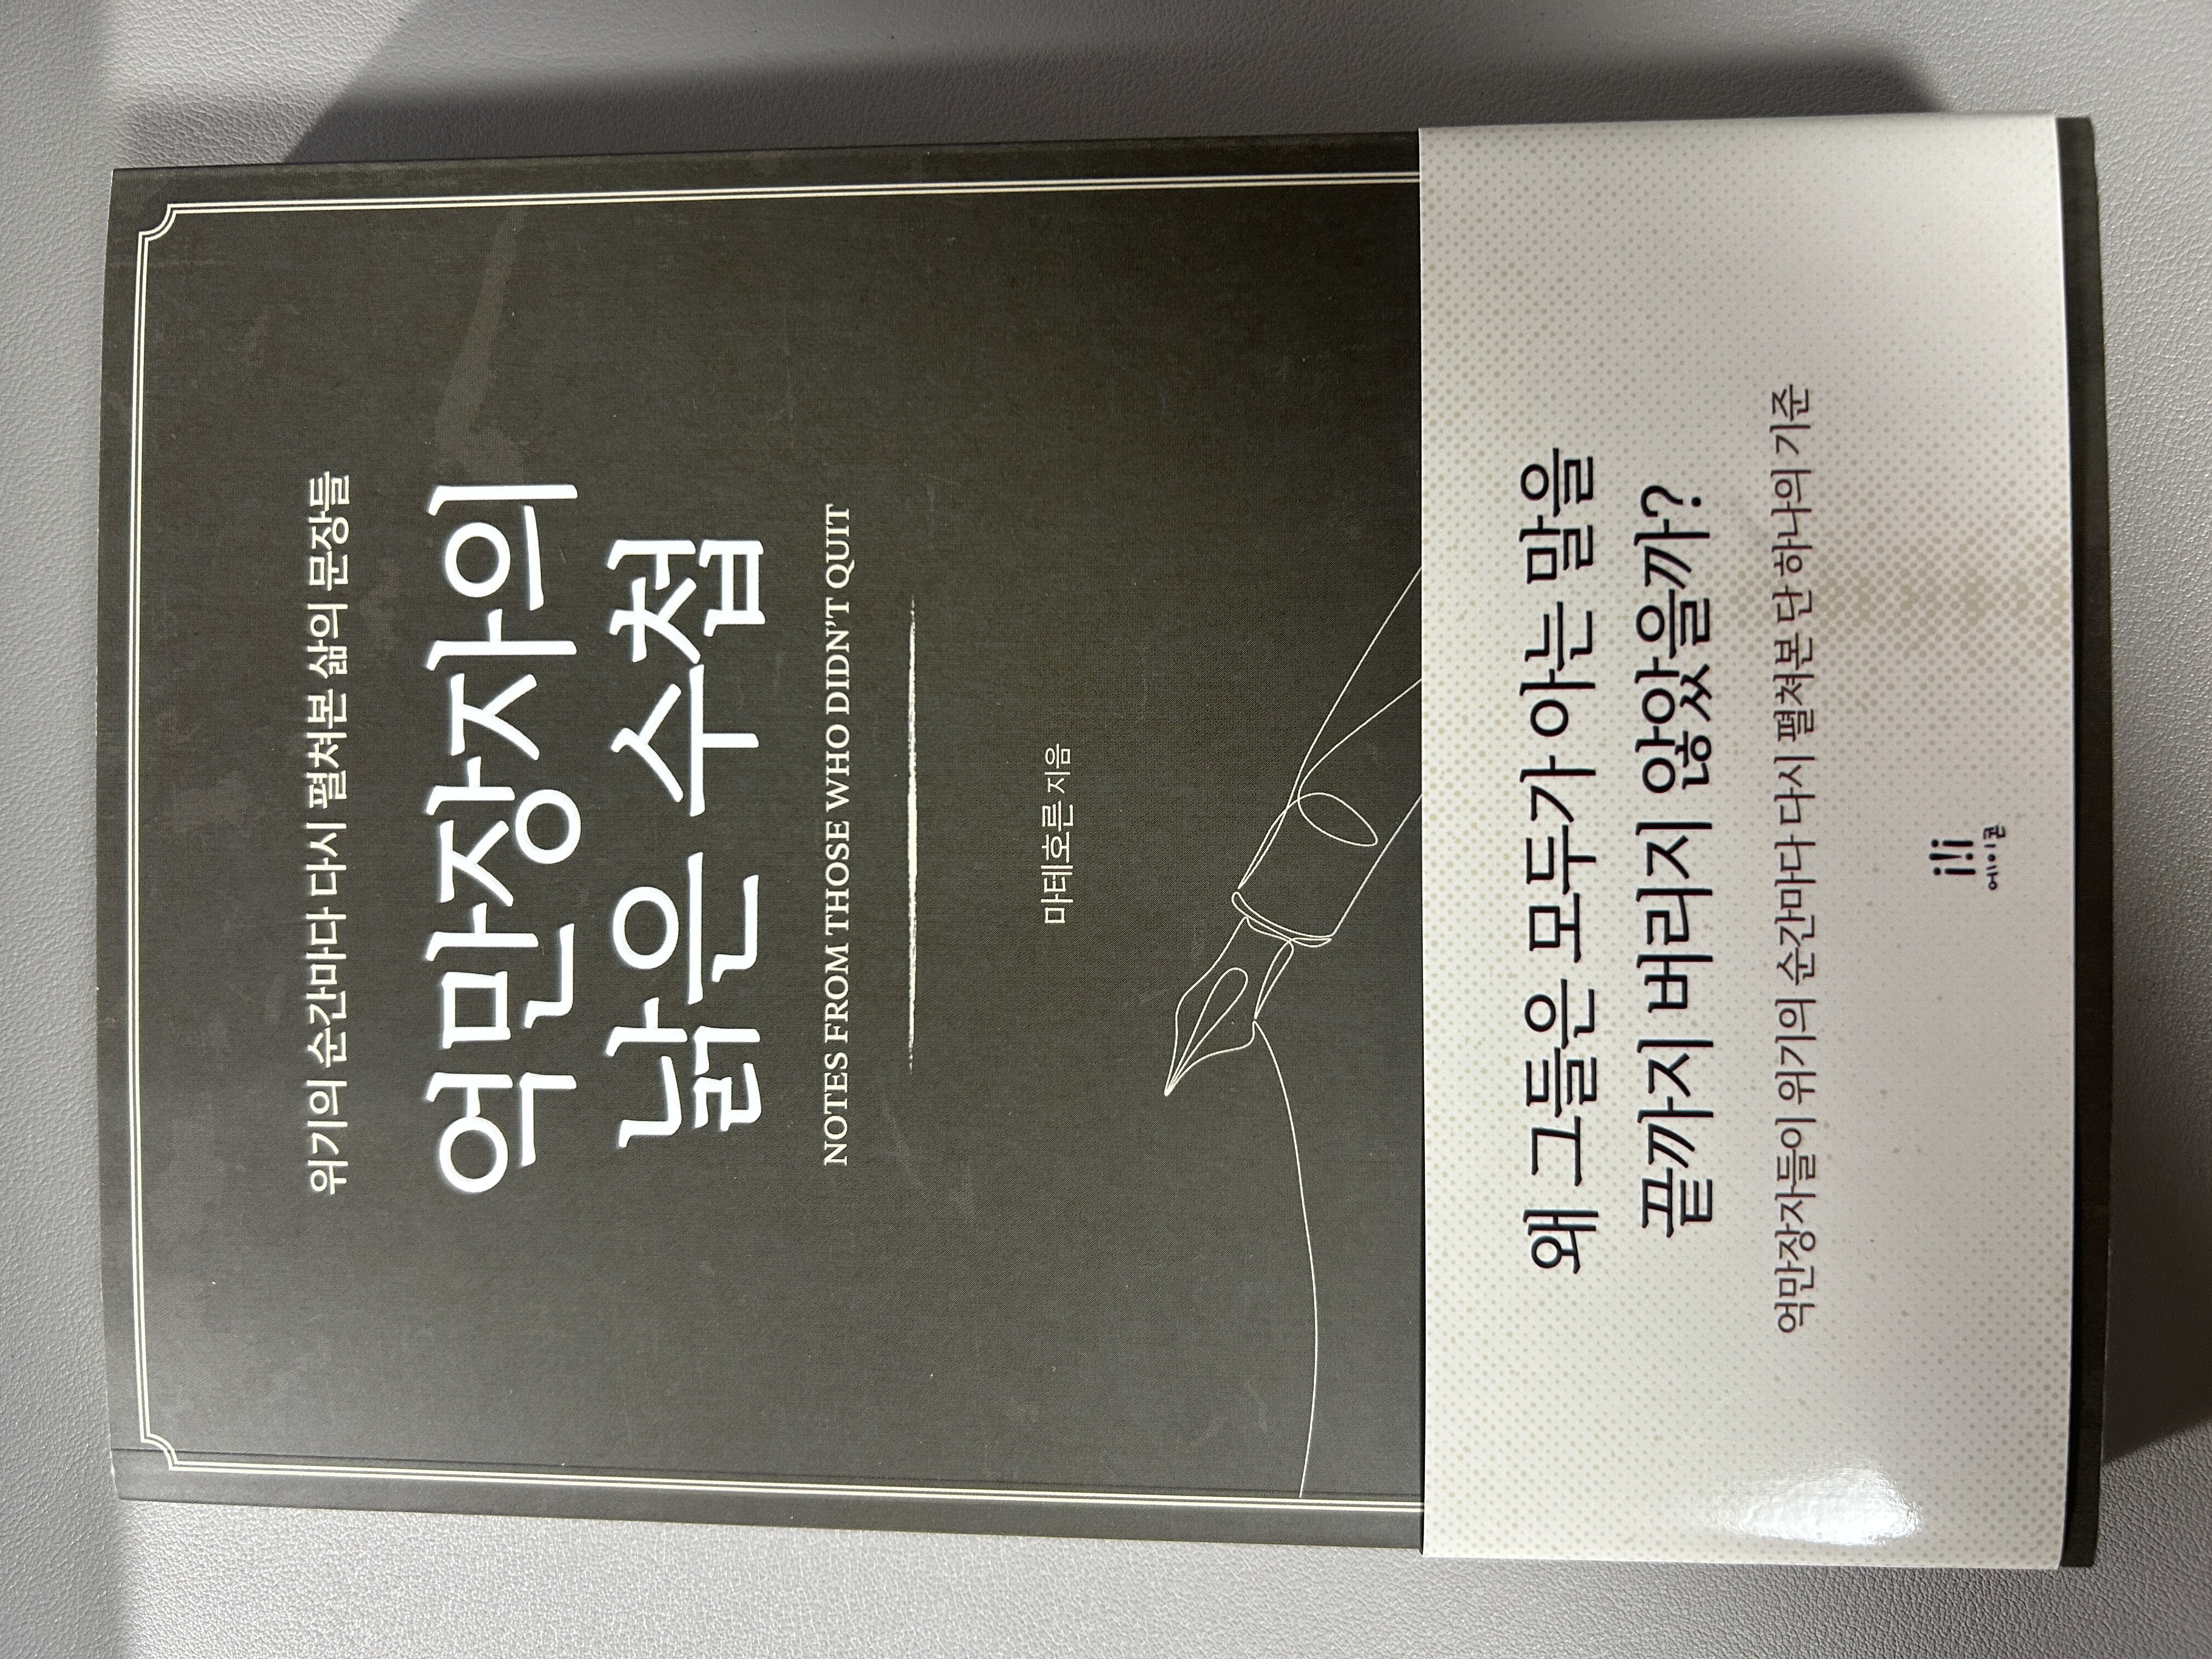 위기의 순간마다 다시 펼쳐본 삶의 문장들
억만장자의
낡은 수첩
NOTES FROM THOSE WHO DIDN'T QUIT
마테호른 지음
왜 그들은 모두가 아는 말을
끝까지 버리지 않았을까?
억만장자들이 위기의 순간마다 다시 펼쳐본 단 하나의 기준
에이콘